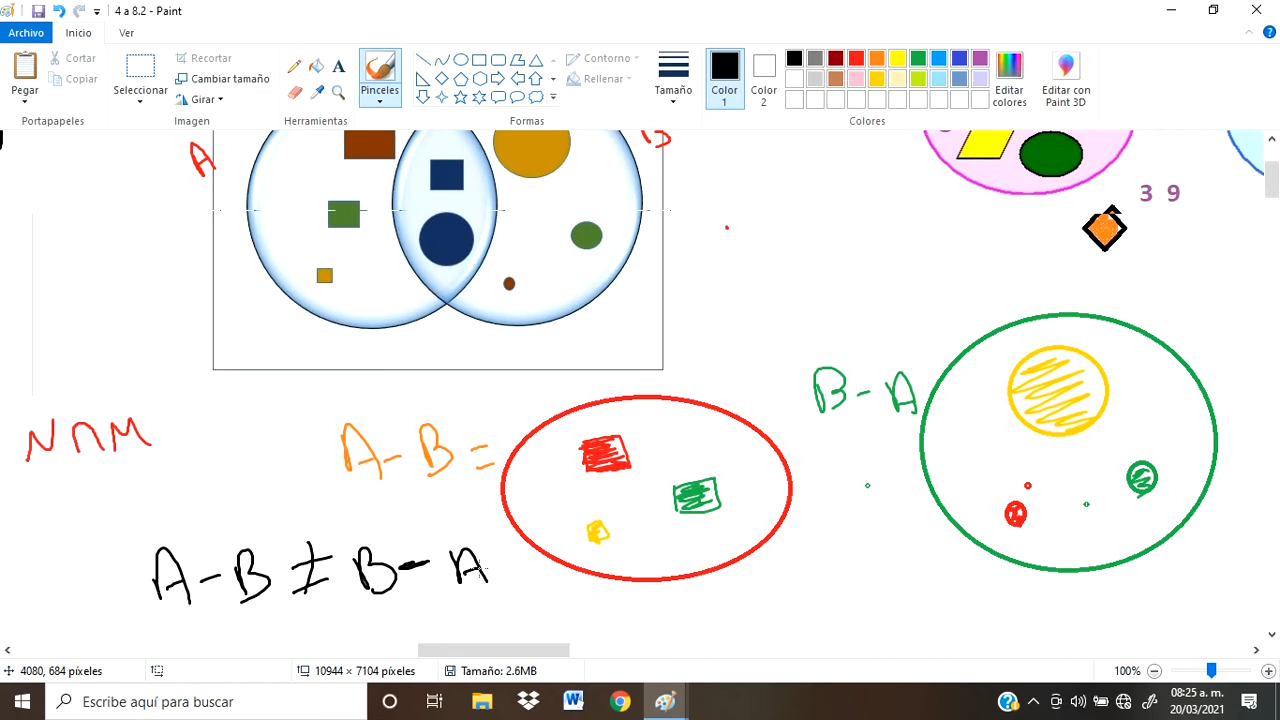 4 a 8.2 - Paint
Archivo Inicio Ver
Pegar
Cortar
Copiar
Portapapeles
Seleccionar
Recortar
Cambiar tamaño
Girar
Imagen
A
Herramientas
Pinceles
Contorno
Rellenar
Formas
Tamaño
Color 1
Color 2
Editar colores
Editar con Paint 3D
Colores
A
B
3 9
B - A
N ∩ M
A - B =
A - B ≠ B - A
4080, 684 píxeles
10944 × 7104 píxeles
Tamaño: 2.6MB
100%
Escribe aquí para buscar
08:25 a. m.
20/03/2021